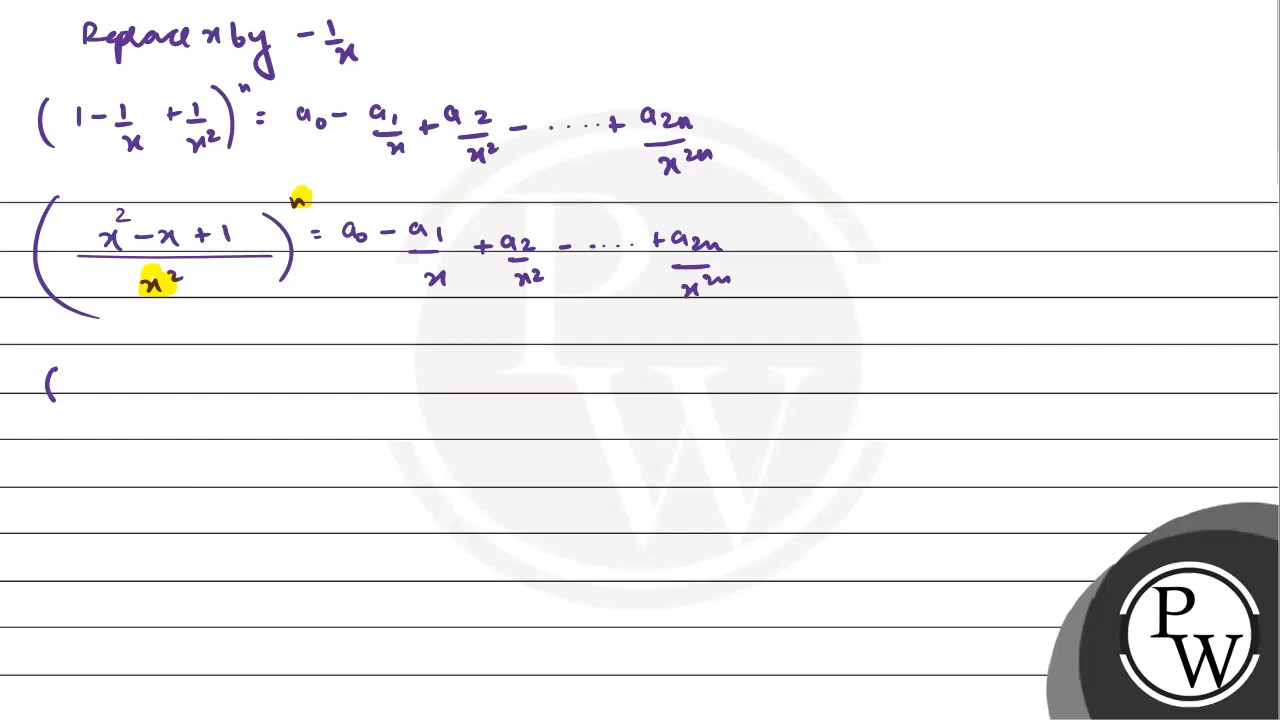 Replace x by - 1/x
(1 - 1/x + 1/x²)ⁿ = a₀ - a₁/x + a₂/x² - ..... + a₂ₙ/x²ⁿ
((x² - x + 1)/x²)ⁿ = a₀ - a₁/x + a₂/x² - ..... + a₂ₙ/x²ⁿ
(
PW
PW